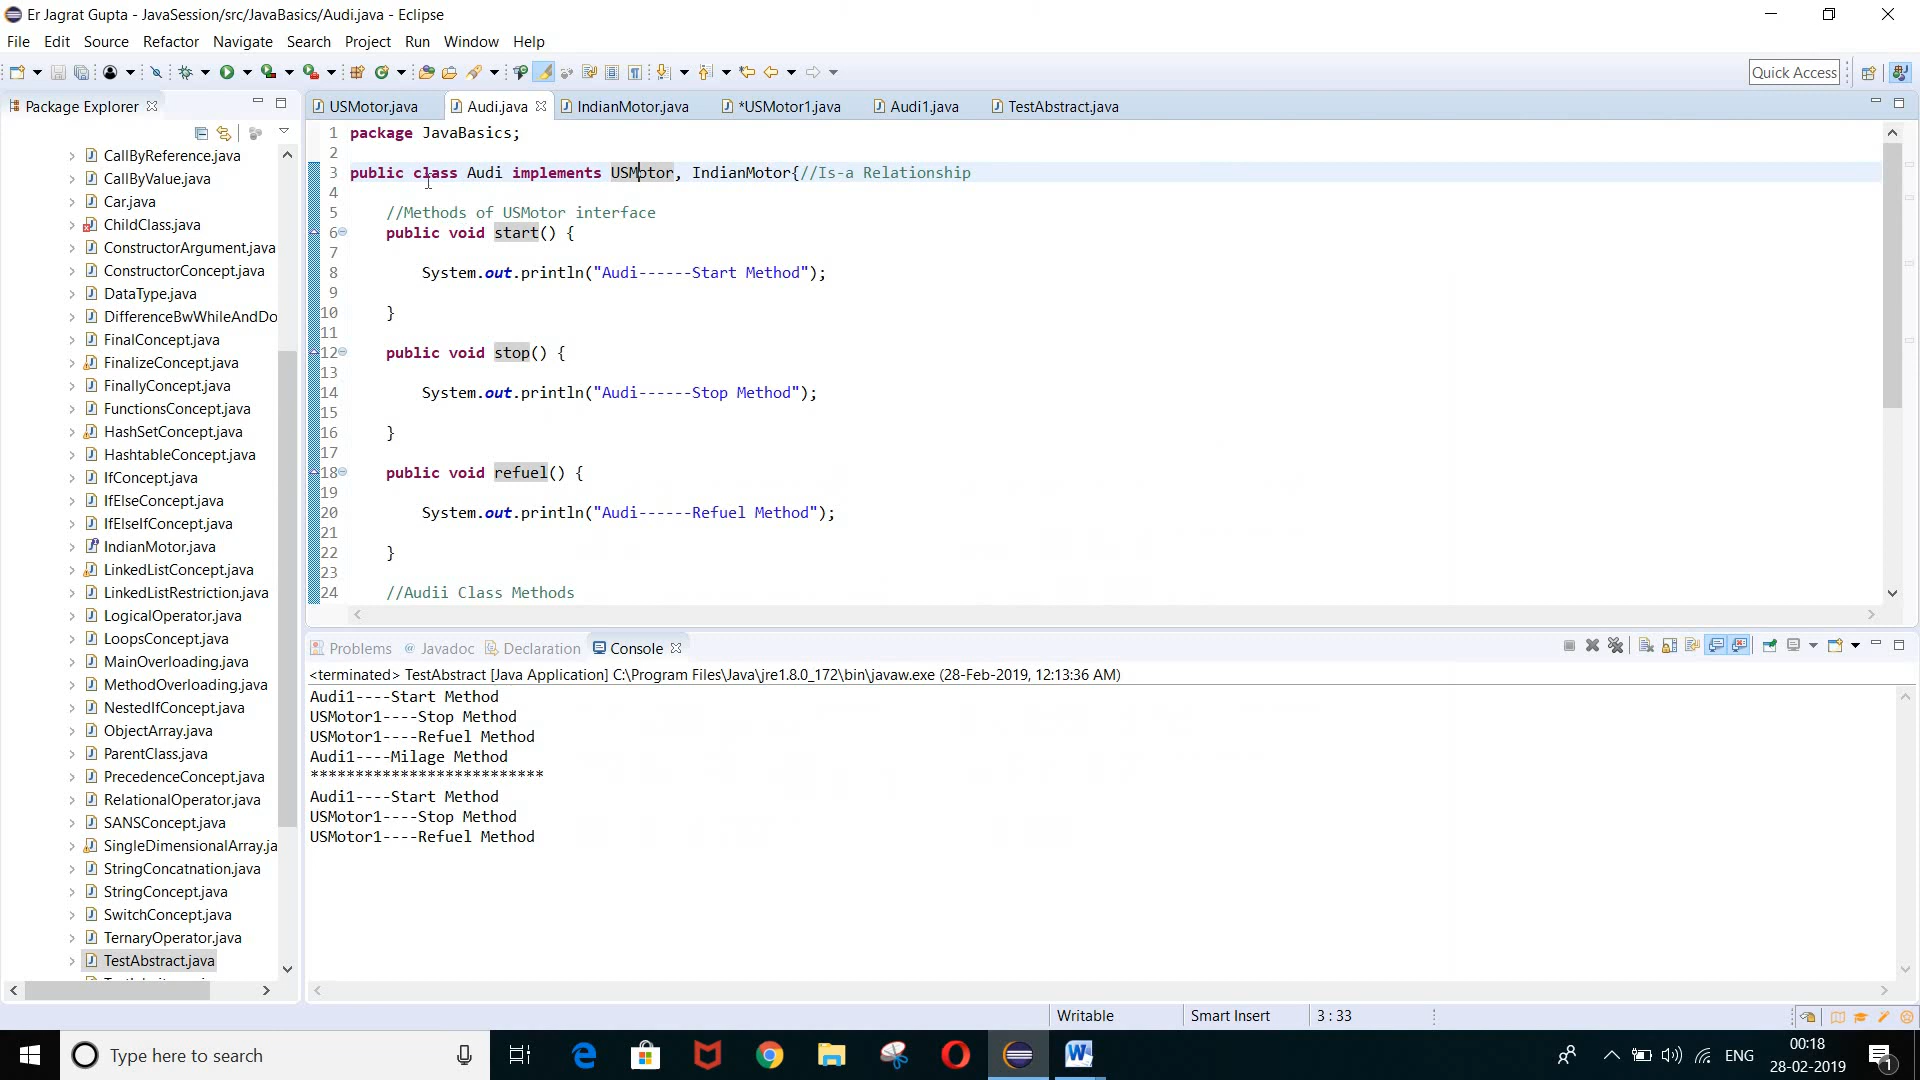 Er Jagrat Gupta - JavaSession/src/JavaBasics/Audi.java - Eclipse
File Edit Source Refactor Navigate Search Project Run Window Help
Quick Access
Package Explorer
USMotor.java Audi.java IndianMotor.java *USMotor1.java Audi1.java TestAbstract.java
CallByReference.java
CallByValue.java
Car.java
ChildClass.java
ConstructorArgument.java
ConstructorConcept.java
DataType.java
DifferenceBwWhileAndDo
FinalConcept.java
FinalizeConcept.java
FinallyConcept.java
FunctionsConcept.java
HashSetConcept.java
HashtableConcept.java
IfConcept.java
IfElseConcept.java
IfElseIfConcept.java
IndianMotor.java
LinkedListConcept.java
LinkedListRestriction.java
LogicalOperator.java
LoopsConcept.java
MainOverloading.java
MethodOverloading.java
NestedIfConcept.java
ObjectArray.java
ParentClass.java
PrecedenceConcept.java
RelationalOperator.java
SANSConcept.java
SingleDimensionalArray.ja
StringConcatnation.java
StringConcept.java
SwitchConcept.java
TernaryOperator.java
TestAbstract.java
1 package JavaBasics;
2
3 public class Audi implements USMotor, IndianMotor{//Is-a Relationship
4
5 //Methods of USMotor interface
6 public void start() {
7
8 System.out.println("Audi------Start Method");
9
10 }
11
12 public void stop() {
13
14 System.out.println("Audi------Stop Method");
15
16 }
17
18 public void refuel() {
19
20 System.out.println("Audi------Refuel Method");
21
22 }
23
24 //Audii Class Methods
Problems Javadoc Declaration Console
<terminated> TestAbstract [Java Application] C:\Program Files\Java\jre1.8.0_172\bin\javaw.exe (28-Feb-2019, 12:13:36 AM)
Audi1----Start Method
USMotor1----Stop Method
USMotor1----Refuel Method
Audi1----Milage Method
**************************
Audi1----Start Method
USMotor1----Stop Method
USMotor1----Refuel Method
Writable Smart Insert 3 : 33
Type here to search
ENG
00:18
28-02-2019
1